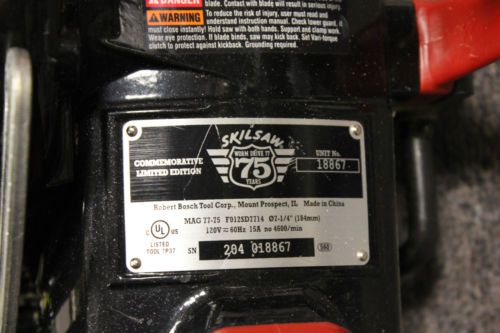 DANGER
blade. Contact with blade will result in serious injury
WARNING To reduce the risk of injury, user must read and
understand instruction manual. Check lower guard, it
must close instantly! Hold saw with both hands. Support and clamp work.
Wear eye protection. If blade binds, saw may kick back. Set Vari-torque
clutch to appoint against kickback. Grounding required.
COMMEMORATIVE
LIMITED EDITION
SKILSAW
WORM DRIVE 77
75
YEARS
UNIT No.
18867
Robert Bosch Tool Corp., Mount Prospect, IL Made in China
MAG 77-75 F012SD7714 Ø7-1/4" (184mm)
120V ≂ 60Hz 15A no 4600/min
UL
LISTED
TOOL 7P37
SN 204 018867